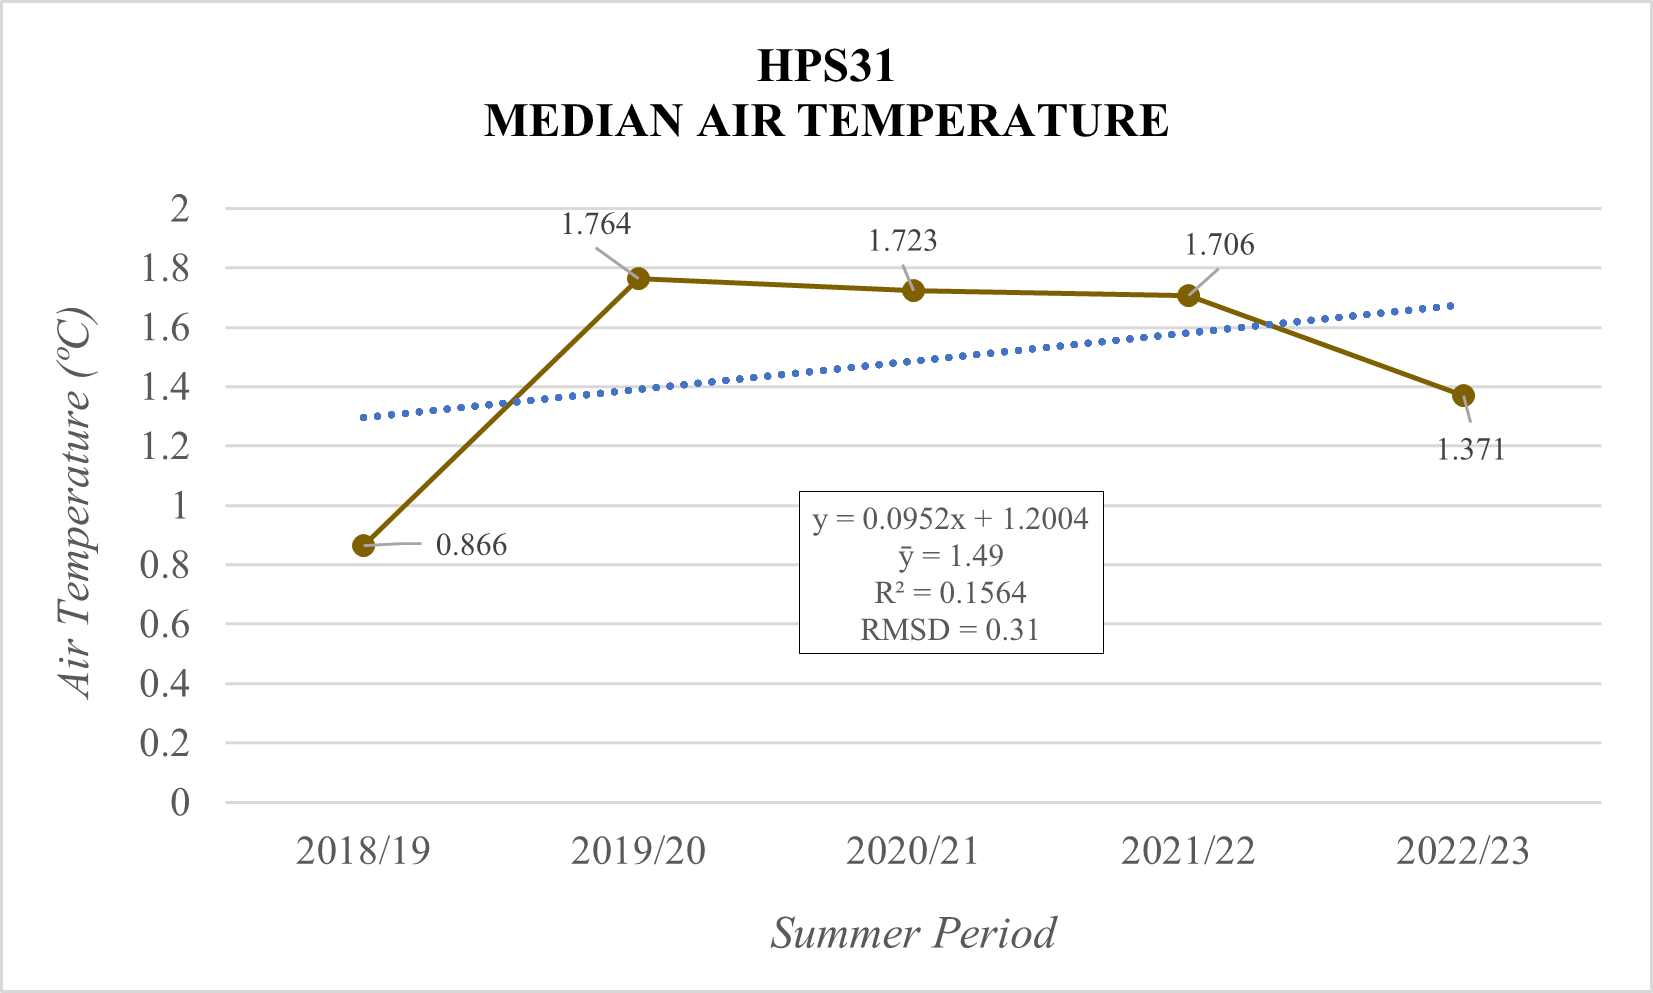 HPS31
MEDIAN AIR TEMPERATURE
2
1.8
1.6
1.4
1.2
1
0.8
0.6
0.4
0.2
0
Air Temperature (ºC)
0.866
1.764
1.723
1.706
1.371
y = 0.0952x + 1.2004
ȳ = 1.49
R² = 0.1564
RMSD = 0.31
2018/19 2019/20 2020/21 2021/22 2022/23
Summer Period